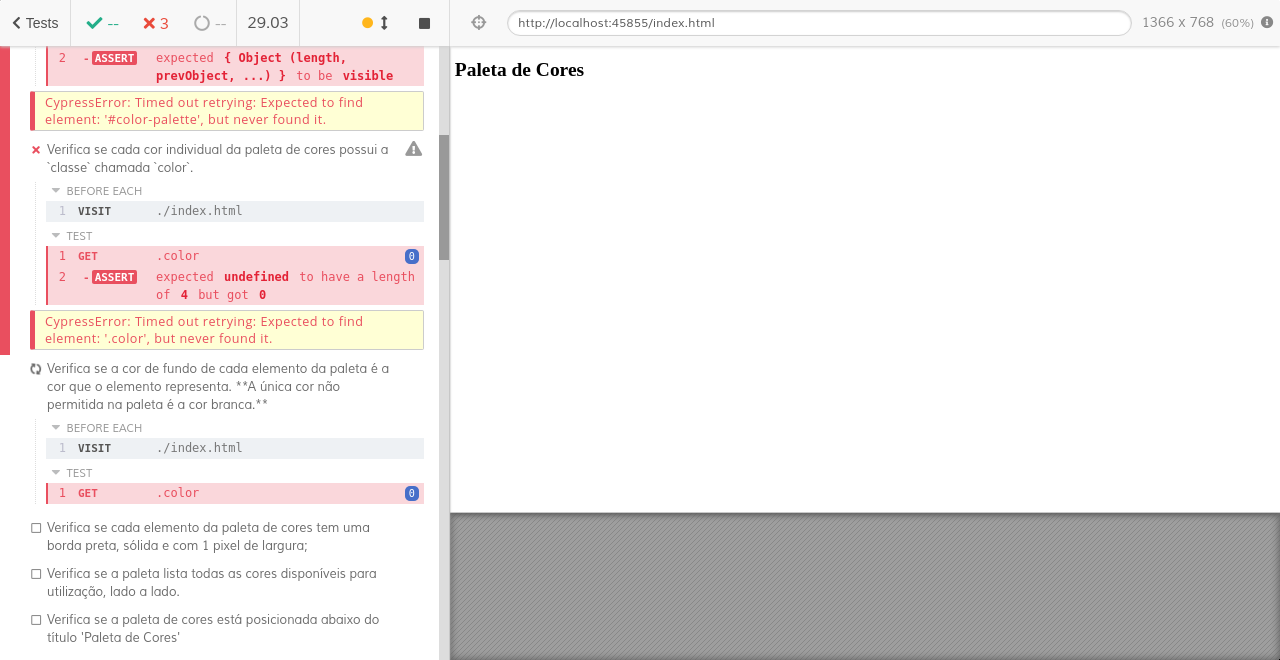 Tests
--
3
--
29.03
http://localhost:45855/index.html
1366 x 768 (60%)
2 -ASSERT expected { Object (length,
prevObject, ...) } to be visible
CypressError: Timed out retrying: Expected to find
element: '#color-palette', but never found it.
Verifica se cada cor individual da paleta de cores possui a
`classe` chamada `color`.
BEFORE EACH
1 VISIT ./index.html
TEST
1 GET .color 0
2 -ASSERT expected undefined to have a length
of 4 but got 0
CypressError: Timed out retrying: Expected to find
element: '.color', but never found it.
Verifica se a cor de fundo de cada elemento da paleta é a
cor que o elemento representa. **A única cor não
permitida na paleta é a cor branca.**
BEFORE EACH
1 VISIT ./index.html
TEST
1 GET .color 0
Verifica se cada elemento da paleta de cores tem uma
borda preta, sólida e com 1 pixel de largura;
Verifica se a paleta lista todas as cores disponíveis para
utilização, lado a lado.
Verifica se a paleta de cores está posicionada abaixo do
título 'Paleta de Cores'
Paleta de Cores